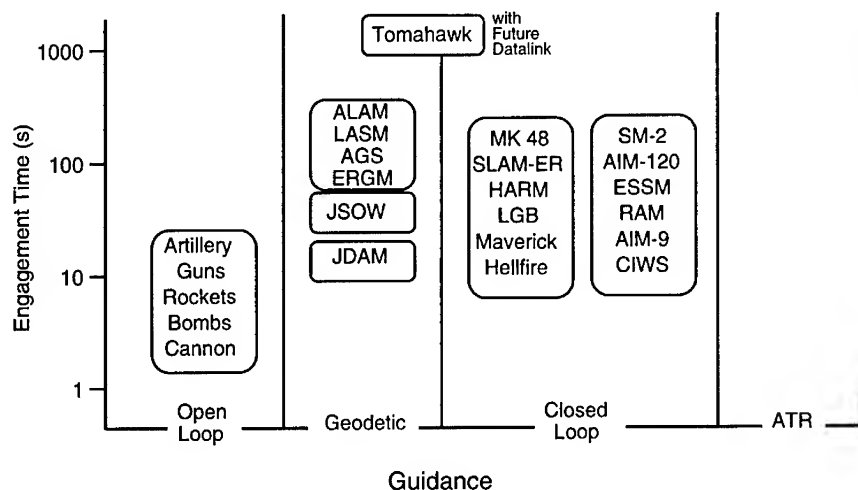 Engagement Time (s)
1000
100
10
1
Tomahawk
with
Future
Datalink
ALAM
LASM
AGS
ERGM
JSOW
JDAM
Artillery
Guns
Rockets
Bombs
Cannon
MK 48
SLAM-ER
HARM
LGB
Maverick
Hellfire
SM-2
AIM-120
ESSM
RAM
AIM-9
CIWS
Open
Loop
Geodetic
Closed
Loop
ATR
Guidance